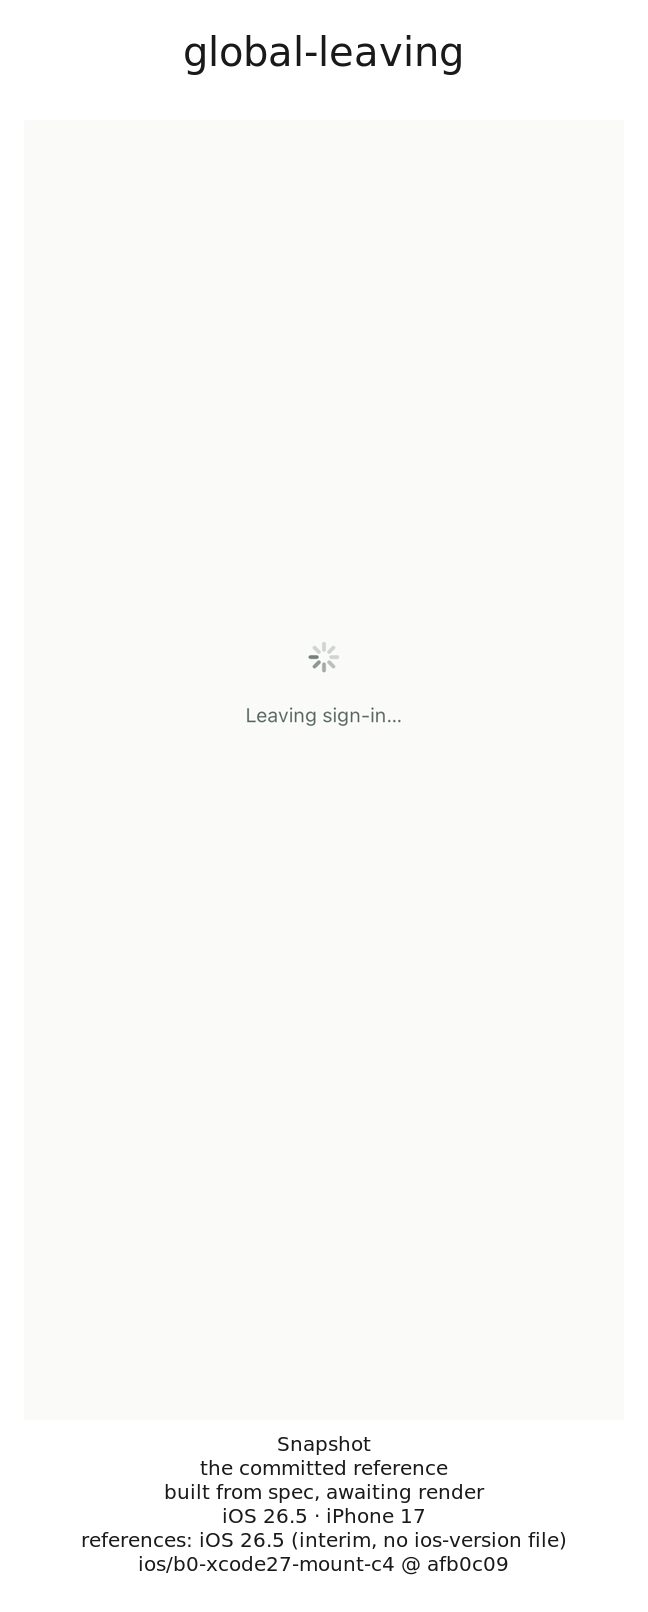 global-leaving
Leaving sign-in...
Snapshot
the committed reference
built from spec, awaiting render
iOS 26.5 · iPhone 17
references: iOS 26.5 (interim, no ios-version file)
ios/b0-xcode27-mount-c4 @ afb0c09